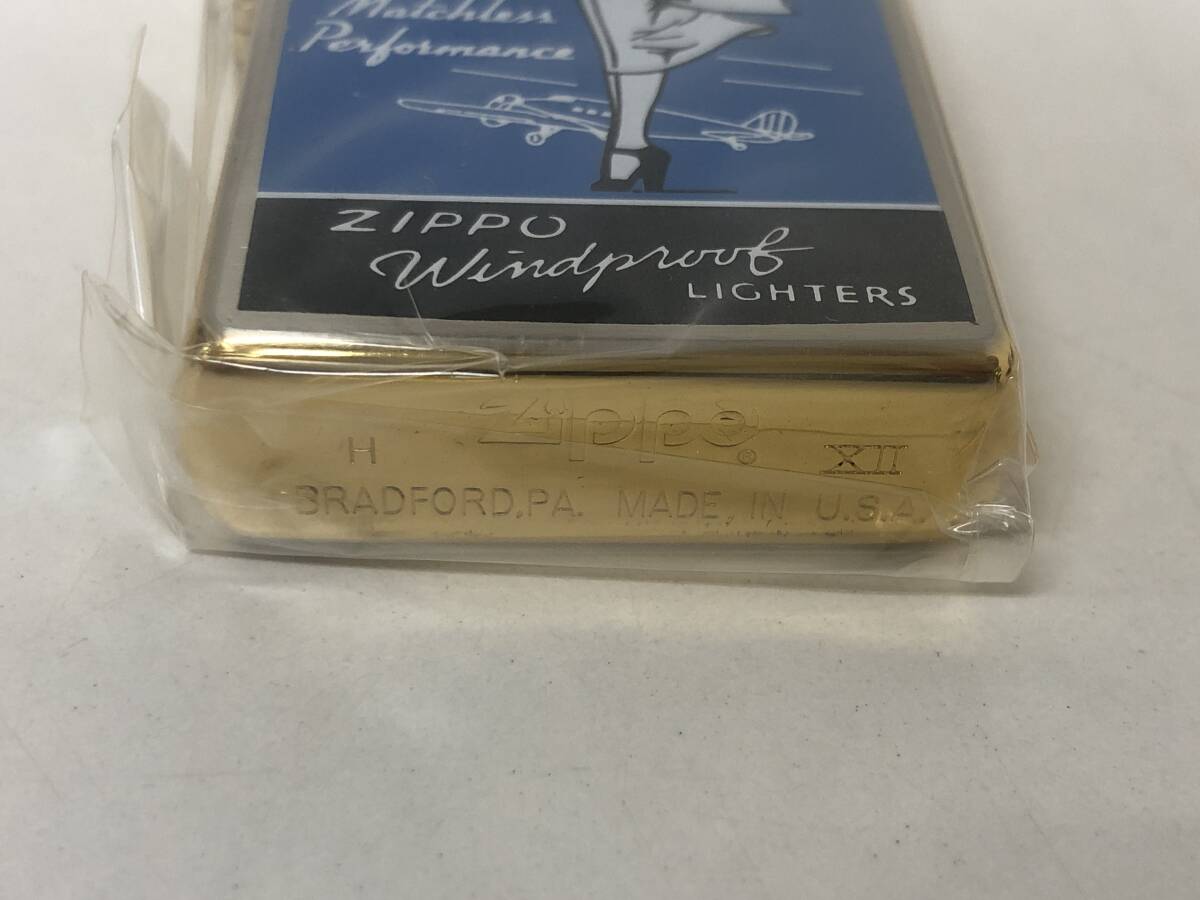 Matchless
Performance
ZIPPO
Windproof
LIGHTERS
Zippo ®
H XII
BRADFORD,PA. MADE IN U.S.A.